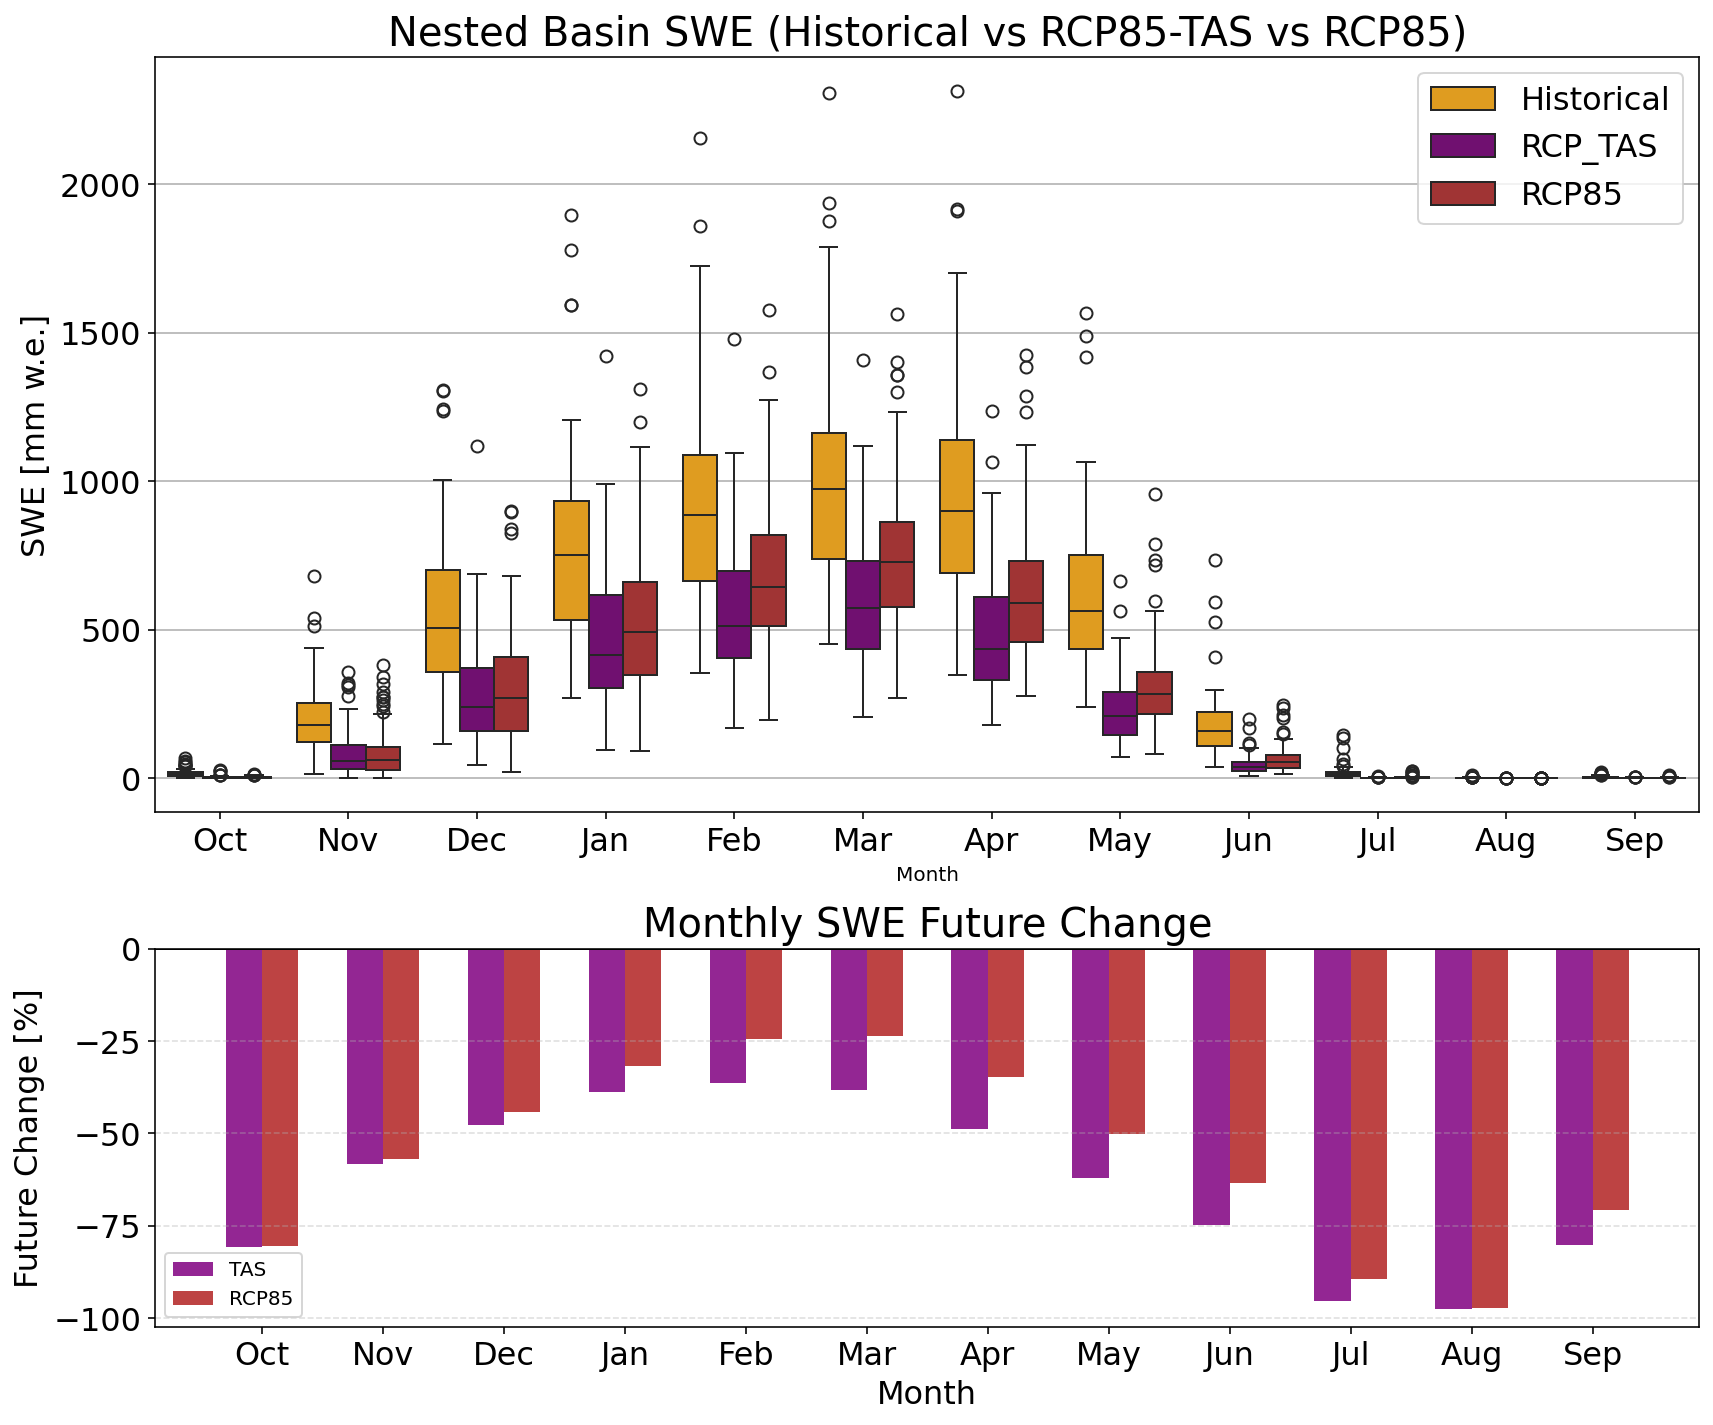 Nested Basin SWE (Historical vs RCP85-TAS vs RCP85)
Historical
RCP_TAS
RCP85
SWE [mm w.e.]
2000
1500
1000
500
0
Oct Nov Dec Jan Feb Mar Apr May Jun Jul Aug Sep
Month
Monthly SWE Future Change
Future Change [%]
0
−25
−50
−75
−100
TAS
RCP85
Oct Nov Dec Jan Feb Mar Apr May Jun Jul Aug Sep
Month